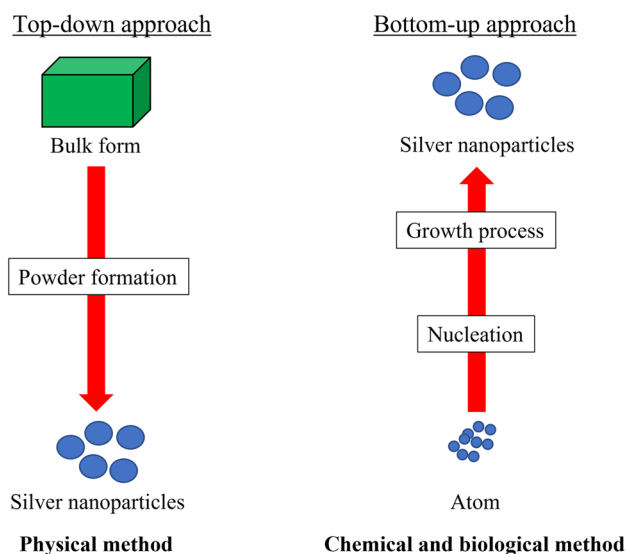 Top-down approach
Bulk form
Powder formation
Silver nanoparticles
Physical method
Bottom-up approach
Silver nanoparticles
Growth process
Nucleation
Atom
Chemical and biological method